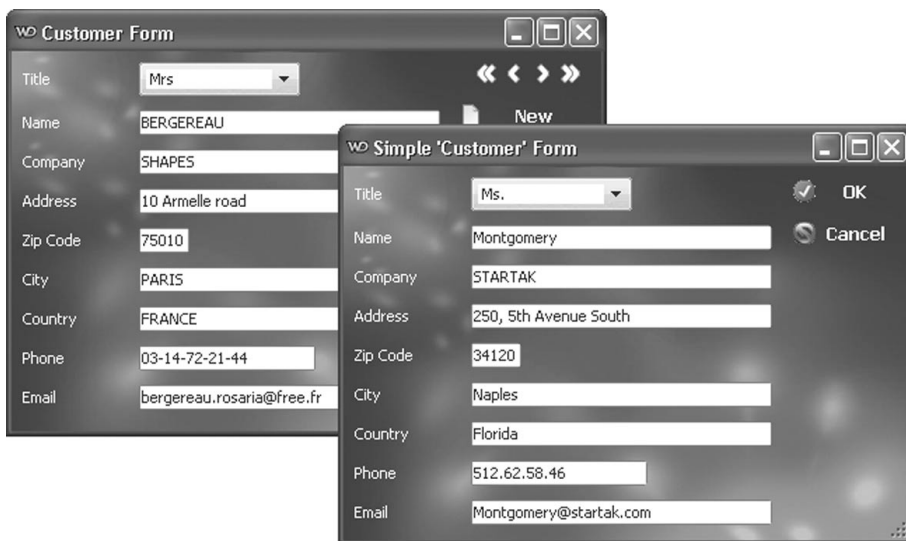 WD Customer Form
Title Mrs
Name BERGEREAU New
Company SHAPES
Address 10 Armelle road
Zip Code 75010
City PARIS
Country FRANCE
Phone 03-14-72-21-44
Email bergereau.rosaria@free.fr
WD Simple 'Customer' Form
Title Ms. OK
Name Montgomery Cancel
Company STARTAK
Address 250, 5th Avenue South
Zip Code 34120
City Naples
Country Florida
Phone 512.62.58.46
Email Montgomery@startak.com